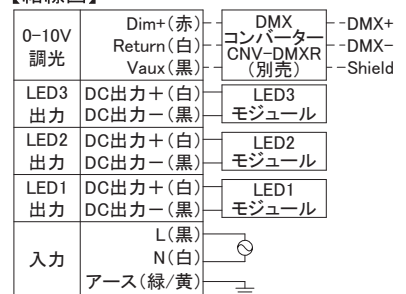 0-10V
調光
Dim+(赤)
Return(白)
Vaux(黒)
DMX
コンバーター
CNV-DMXR
(別売)
DMX+
DMX-
Shield
LED3
出力
DC出力+(白)
DC出力-(黒)
LED3
モジュール
LED2
出力
DC出力+(白)
DC出力-(黒)
LED2
モジュール
LED1
出力
DC出力+(白)
DC出力-(黒)
LED1
モジュール
入力
L(黒)
N(白)
アース(緑/黄)